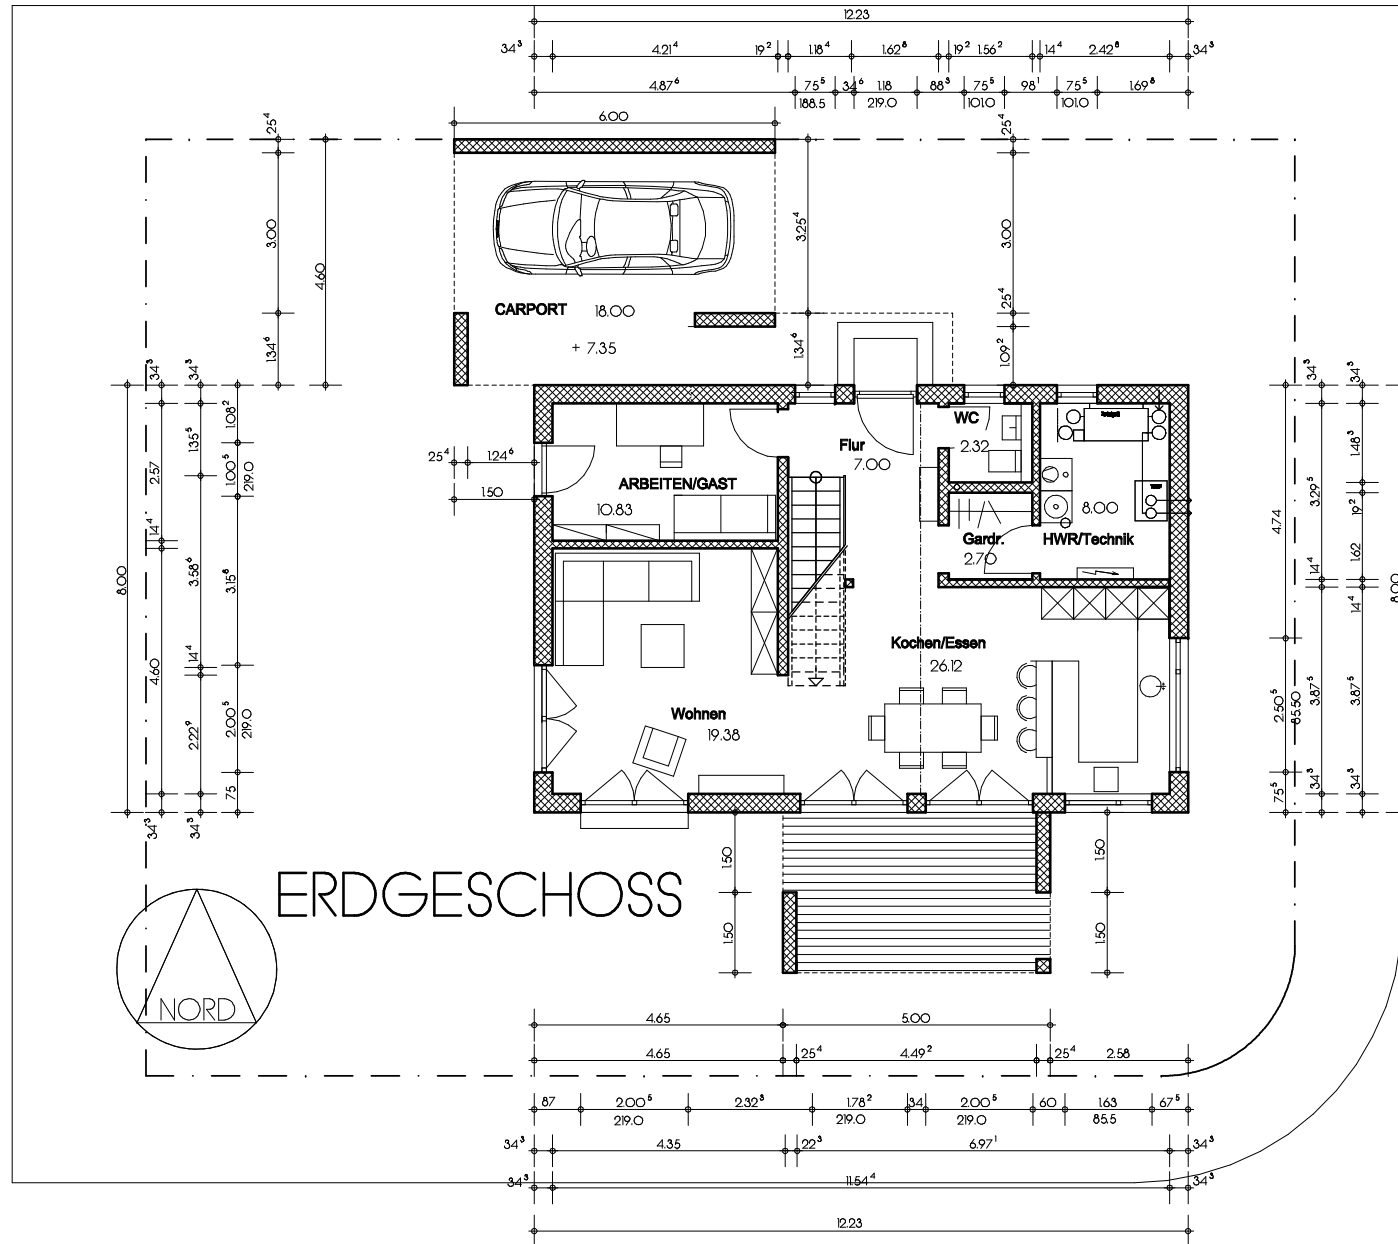 12.23
34³ 4.21⁴ 19² 1.18⁴ 1.62⁸ 19² 1.56² 14⁴ 2.42⁸ 34³
4.87⁶ 75⁵ 34⁶ 1.18 88³ 75⁵ 98¹ 75⁵ 1.69⁸
188.5 219.0 101.0 101.0
6.00
25⁴ 25⁴
3.00 4.60 3.25⁴ 3.00
CARPORT 18.00
25⁴
+ 7.35
1.34⁶ 1.34⁶ 1.09²
34³ 34³ 34³ 34³
1.08² 1.35⁵ 2.57 1.00⁵ 219.0
WC
2.32
Flur
7.00
1.48³ 3.29⁵
25⁴ 1.24⁶
1.50
ARBEITEN/GAST
10.83
8.00
19²
4.74
Gardr.
2.70
HWR/Technik
14⁴ 1.62
8.00 3.58⁶ 3.15⁸ 14⁴ 14⁴ 8.00
Kochen/Essen
26.12
14⁴ 4.60
Wohnen
19.38
2.22⁹ 2.00⁵ 219.0 2.50⁵ 85.50 3.87⁵ 3.87⁵
75 75⁵ 34³ 34³
34³ 34³
1.50 1.50
ERDGESCHOSS
1.50 1.50
NORD
4.65 5.00
4.65 25⁴ 4.49² 25⁴ 2.58
87 2.00⁵ 2.32³ 1.78² 34 2.00⁵ 60 1.63 67⁵
219.0 219.0 219.0 85.5
34³ 4.35 22³ 6.97¹ 34³
34³ 11.54⁴ 34³
12.23